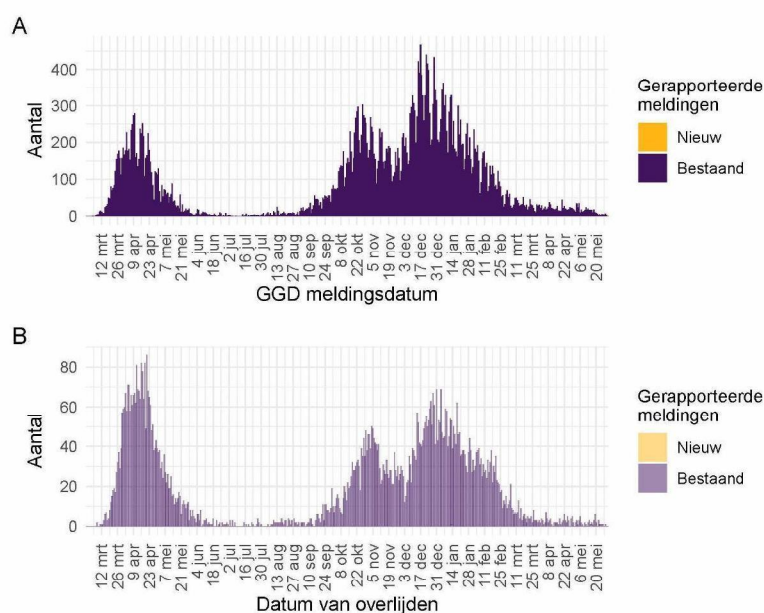 A
Aantal
400
300
200
100
0
12 mrt
26 mrt
9 apr
23 apr
7 mei
21 mei
4 jun
18 jun
2 jul
16 jul
30 jul
13 aug
27 aug
10 sep
24 sep
8 okt
22 okt
5 nov
19 nov
3 dec
17 dec
31 dec
14 jan
28 jan
11 feb
25 feb
11 mrt
25 mrt
8 apr
22 apr
6 mei
20 mei
GGD meldingsdatum
Gerapporteerde
meldingen
Nieuw
Bestaand
B
Aantal
80
60
40
20
0
12 mrt
26 mrt
9 apr
23 apr
7 mei
21 mei
4 jun
18 jun
2 jul
16 jul
30 jul
13 aug
27 aug
10 sep
24 sep
8 okt
22 okt
5 nov
19 nov
3 dec
17 dec
31 dec
14 jan
28 jan
11 feb
25 feb
11 mrt
25 mrt
8 apr
22 apr
6 mei
20 mei
Datum van overlijden
Gerapporteerde
meldingen
Nieuw
Bestaand